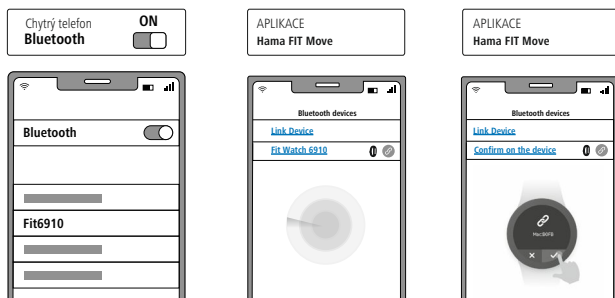 Chytrý telefon
Bluetooth
ON
Bluetooth
Fit6910
APLIKACE
Hama FIT Move
Bluetooth devices
Link Device
Fit Watch 6910
APLIKACE
Hama FIT Move
Bluetooth devices
Link Device
Confirm on the device